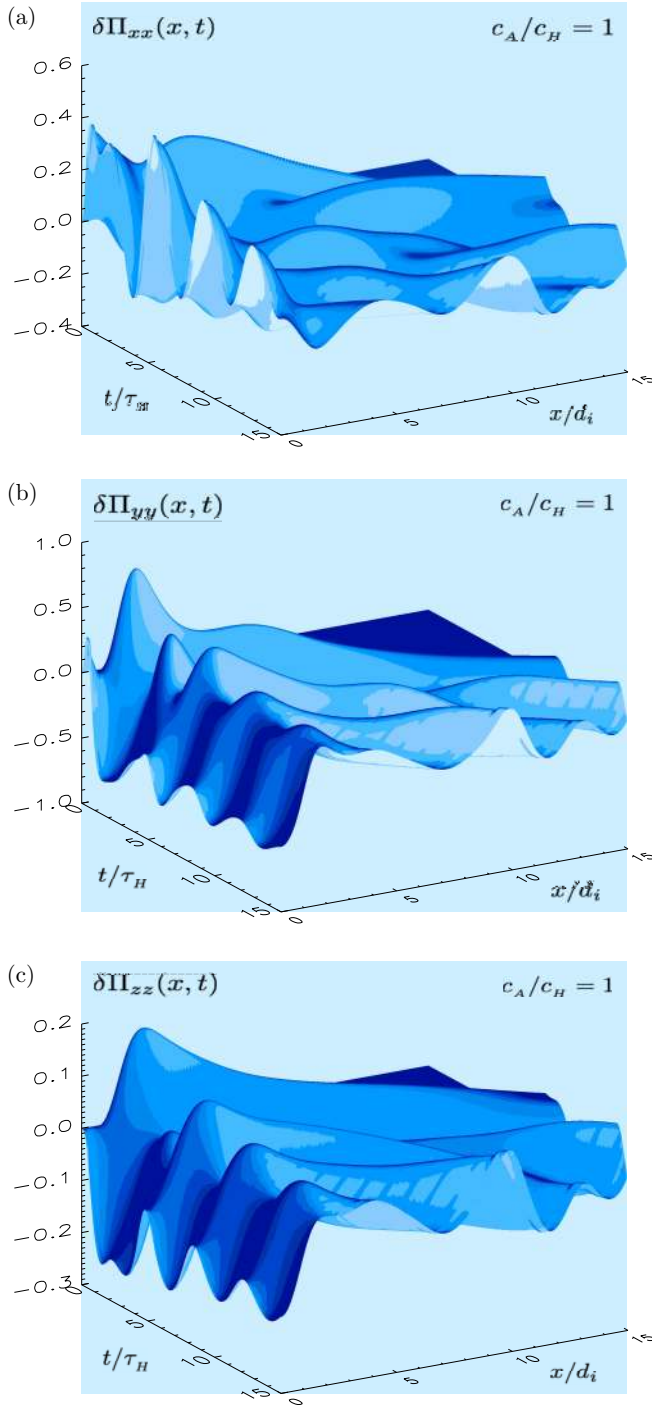 (a)
δΠxx(x, t) cA/cH = 1
0.6
0.4
0.2
0.0
−0.2
−0.4
0 5 10 15
0 5 10 15
x/di
(b)
δΠyy(x, t) cA/cH = 1
1.0
0.5
0.0
−0.5
−1.0
0 5 10 15
t/τH
0 5 10 15
x/di
(c)
δΠzz(x, t) cA/cH = 1
0.2
0.1
0.0
−0.1
−0.2
−0.3
0 5 10 15
t/τH
0 5 10 15
x/di